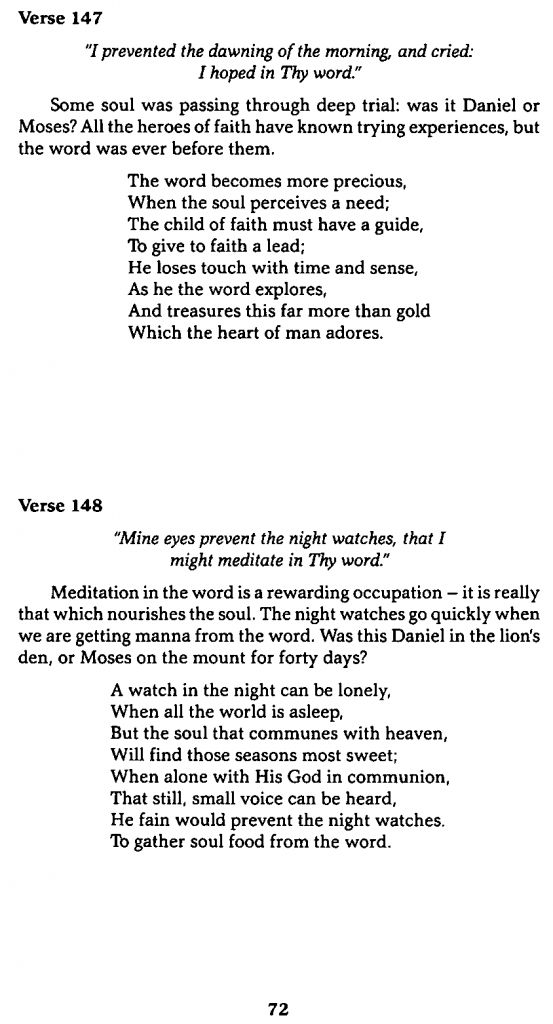 Verse 147
"I prevented the dawning of the morning, and cried:
I hoped in Thy word."
Some soul was passing through deep trial: was it Daniel or
Moses? All the heroes of faith have known trying experiences, but
the word was ever before them.
The word becomes more precious,
When the soul perceives a need;
The child of faith must have a guide,
To give to faith a lead;
He loses touch with time and sense,
As he the word explores,
And treasures this far more than gold
Which the heart of man adores.
Verse 148
"Mine eyes prevent the night watches, that I
might meditate in Thy word."
Meditation in the word is a rewarding occupation – it is really
that which nourishes the soul. The night watches go quickly when
we are getting manna from the word. Was this Daniel in the lion's
den, or Moses on the mount for forty days?
A watch in the night can be lonely,
When all the world is asleep,
But the soul that communes with heaven,
Will find those seasons most sweet;
When alone with His God in communion,
That still, small voice can be heard,
He fain would prevent the night watches.
To gather soul food from the word.
72